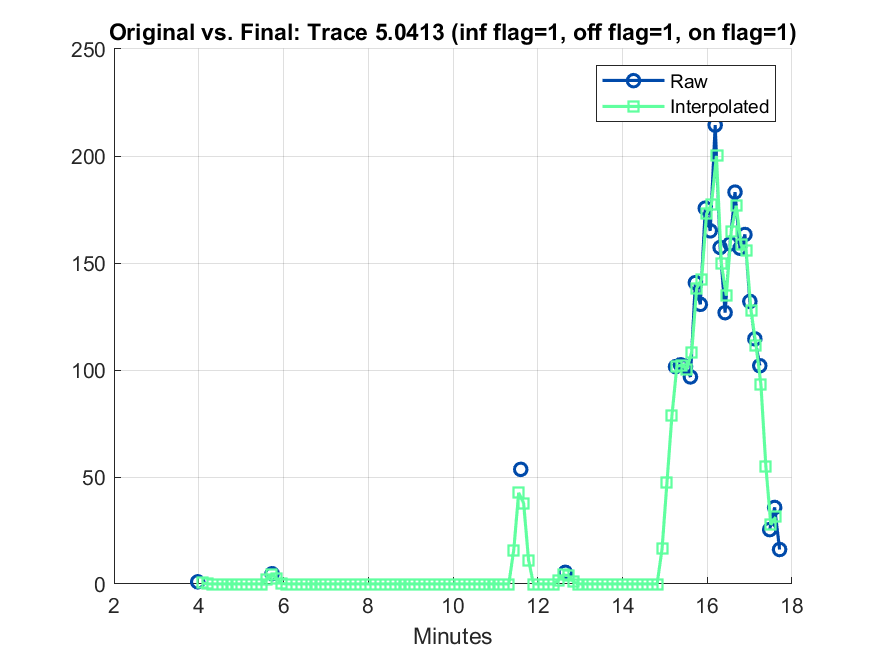 Original vs. Final: Trace 5.0413 (inf flag=1, off flag=1, on flag=1)
Raw
Interpolated
250
200
150
100
50
0
2 4 6 8 10 12 14 16 18
Minutes